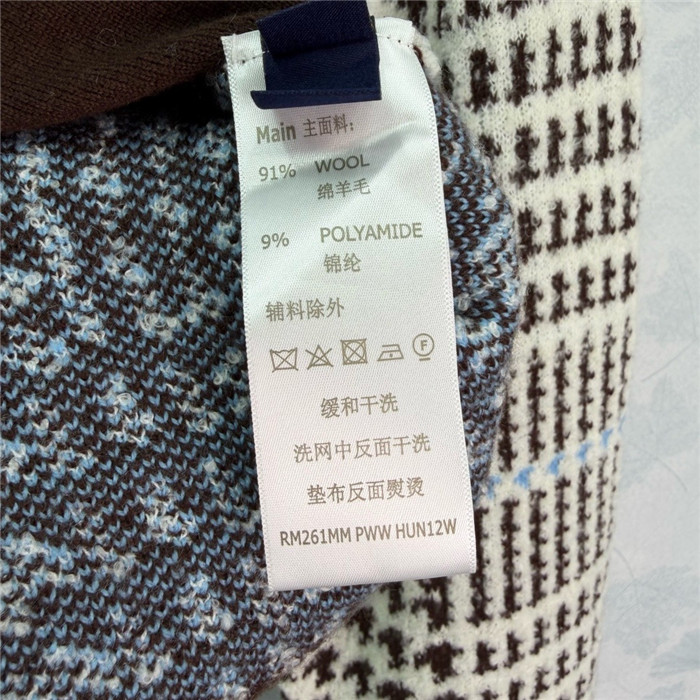 Main 主面料:
91% WOOL
绵羊毛
9% POLYAMIDE
锦纶
辅料除外
F
缓和干洗
洗网中反面干洗
垫布反面熨烫
RM261MM PWW HUN12W